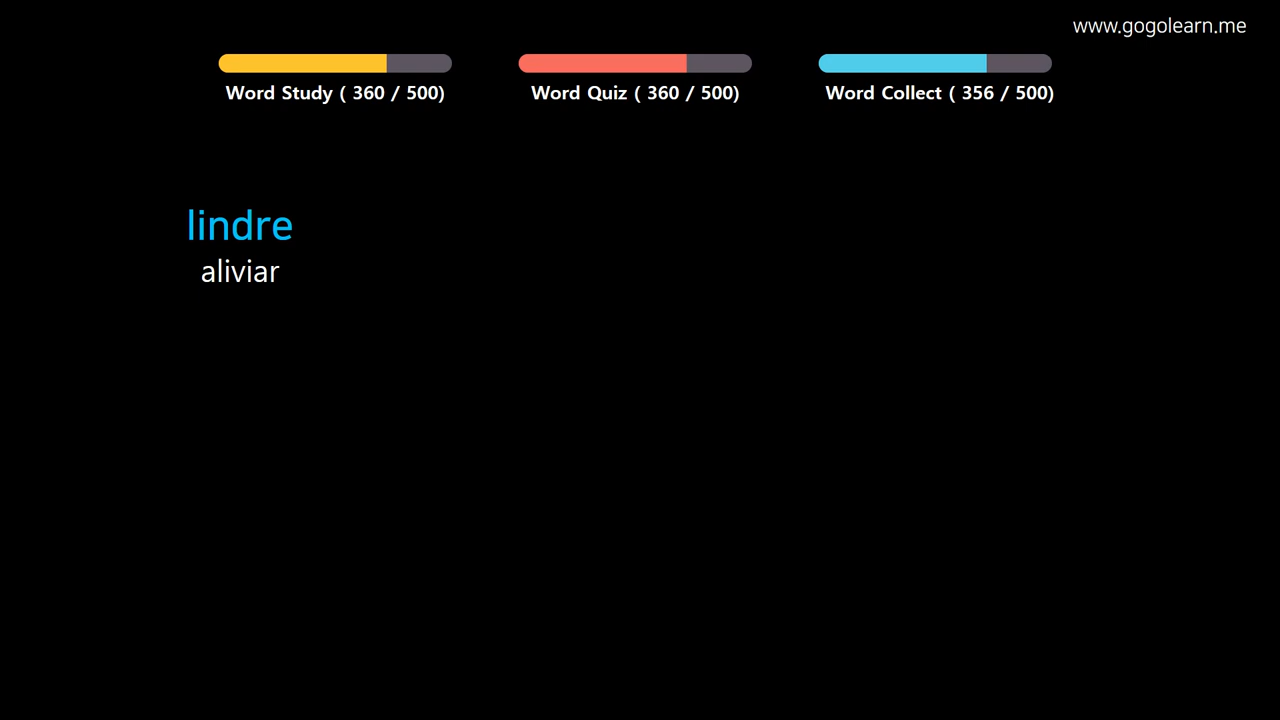 www.gogolearn.me
Word Study ( 360 / 500)
Word Quiz ( 360 / 500)
Word Collect ( 356 / 500)
lindre
aliviar